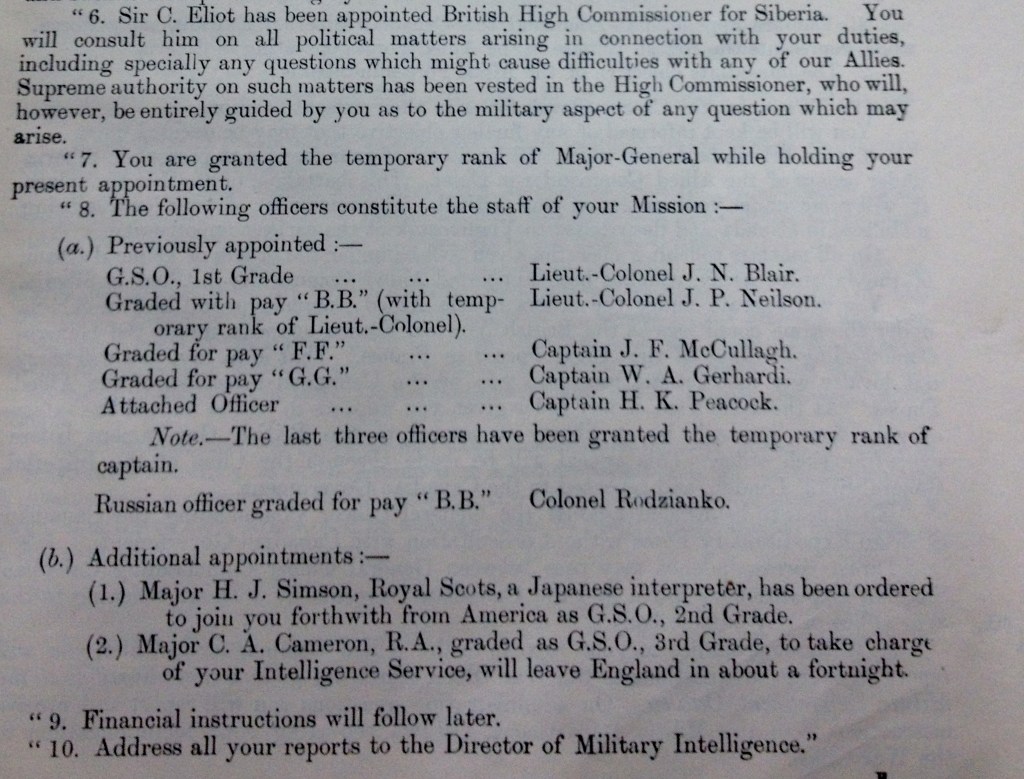 “ 6. Sir C. Eliot has been appointed British High Commissioner for Siberia. You
will consult him on all political matters arising in connection with your duties,
including specially any questions which might cause difficulties with any of our Allies.
Supreme authority on such matters has been vested in the High Commissioner, who will,
however, be entirely guided by you as to the military aspect of any question which may
arise.
“ 7. You are granted the temporary rank of Major-General while holding your
present appointment.
“ 8. The following officers constitute the staff of your Mission :—
(a.) Previously appointed :—
G.S.O., 1st Grade ... ... ... Lieut.-Colonel J. N. Blair.
Graded with pay “ B.B.” (with temp- Lieut.-Colonel J. P. Neilson.
orary rank of Lieut.-Colonel).
Graded for pay “ F.F.” ... ... Captain J. F. McCullagh.
Graded for pay “ G.G.” ... ... Captain W. A. Gerhardi.
Attached Officer ... ... ... Captain H. K. Peacock.
Note.—The last three officers have been granted the temporary rank of
captain.
Russian officer graded for pay “ B.B.” Colonel Rodzianko.
(b.) Additional appointments :—
(1.) Major H. J. Simson, Royal Scots, a Japanese interpreter, has been ordered
to join you forthwith from America as G.S.O., 2nd Grade.
(2.) Major C. A. Cameron, R.A., graded as G.S.O., 3rd Grade, to take charge
of your Intelligence Service, will leave England in about a fortnight.
“ 9. Financial instructions will follow later.
“ 10. Address all your reports to the Director of Military Intelligence.”